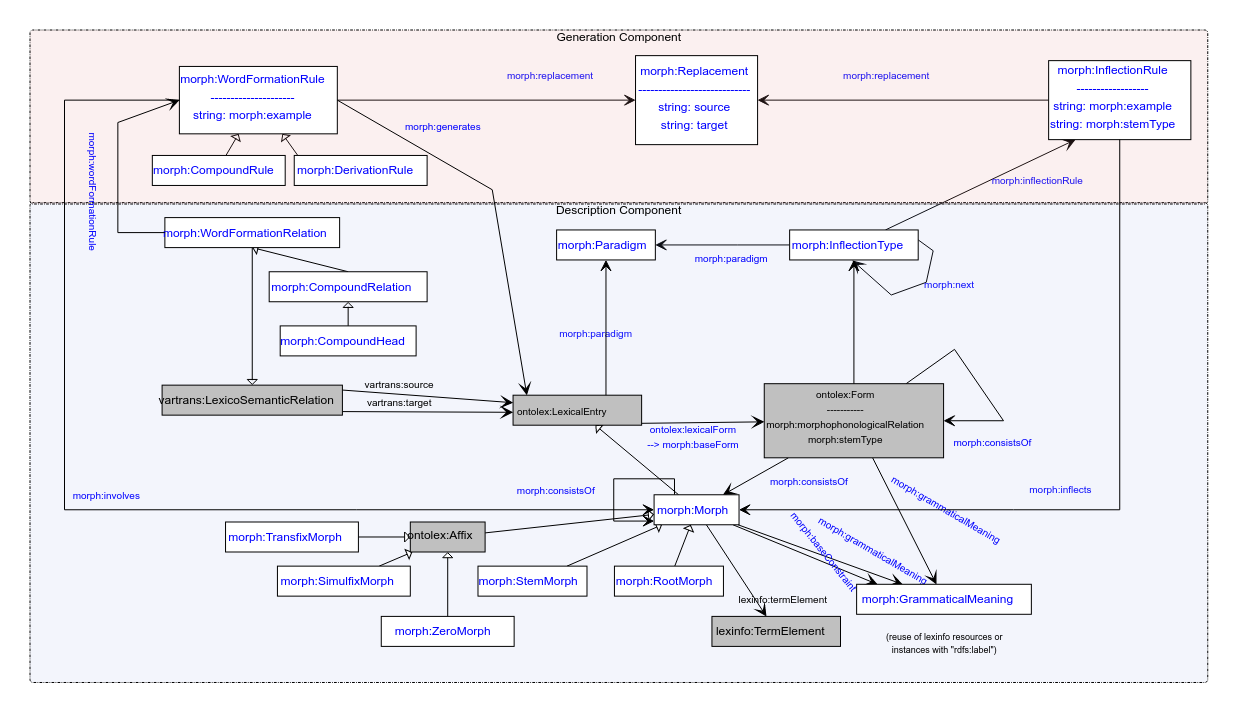 Generation Component
morph:WordFormationRule
---------------------
string: morph:example
morph:replacement
morph:Replacement
----------------------------
string: source
string: target
morph:replacement
morph:InflectionRule
------------------
string: morph:example
string: morph:stemType
morph:generates
morph:CompoundRule
morph:DerivationRule
morph:wordFormationRule
morph:inflectionRule
Description Component
morph:WordFormationRelation
morph:Paradigm
morph:paradigm
morph:InflectionType
morph:next
morph:CompoundRelation
morph:CompoundHead
morph:paradigm
vartrans:LexicoSemanticRelation
vartrans:source
vartrans:target
ontolex:LexicalEntry
ontolex:lexicalForm
--> morph:baseForm
ontolex:Form
-----------
morph:morphophonologicalRelation
morph:stemType
morph:consistsOf
morph:involves
morph:consistsOf
morph:consistsOf
morph:grammaticalMeaning
morph:inflects
morph:Morph
morph:baseConstraint
morph:grammaticalMeaning
morph:TransfixMorph
ontolex:Affix
morph:SimulfixMorph
morph:StemMorph
morph:RootMorph
lexinfo:termElement
morph:GrammaticalMeaning
morph:ZeroMorph
lexinfo:TermElement
(reuse of lexinfo resources or
instances with "rdfs:label")